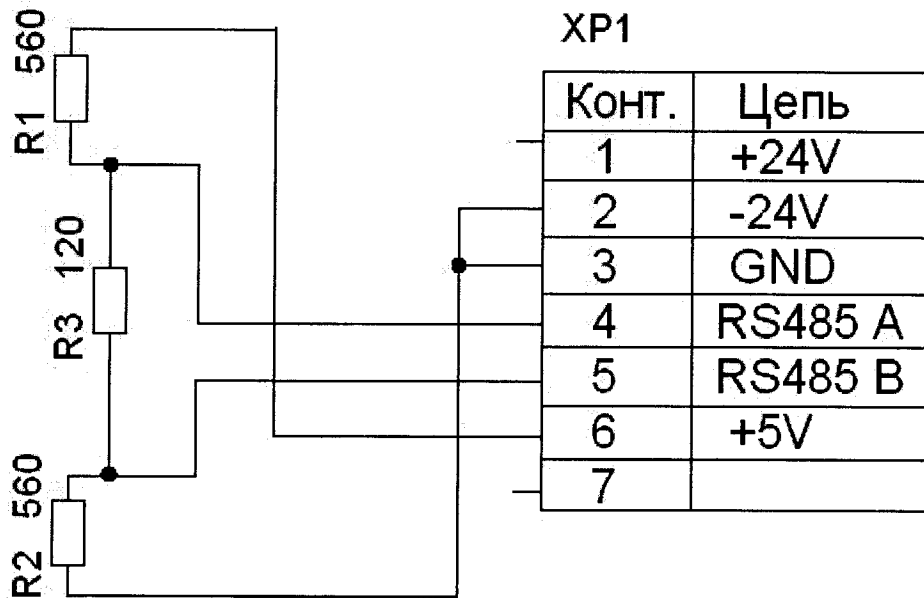 XP1
Конт. Цепь
1 +24V
2 -24V
3 GND
4 RS485 A
5 RS485 B
6 +5V
7
R1 560
R3 120
R2 560